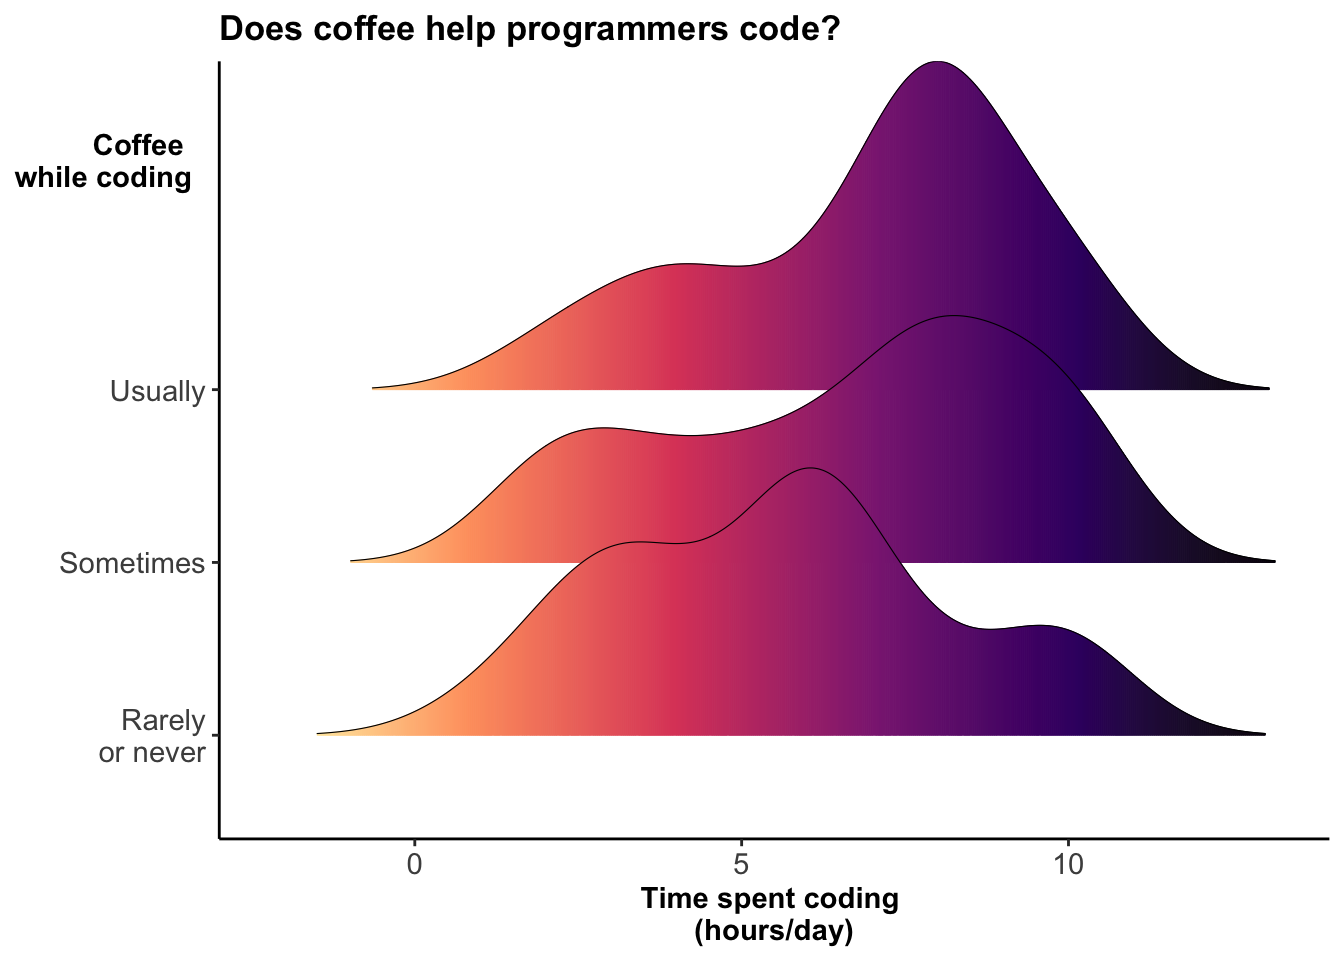 Does coffee help programmers code?
Coffee
while coding
Usually
Sometimes
Rarely
or never
0 5 10
Time spent coding
(hours/day)